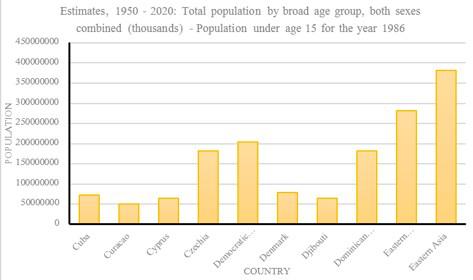 Estimates, 1950 - 2020: Total population by broad age group, both sexes
combined (thousands) - Population under age 15 for the year 1986
450000000
400000000
350000000
300000000
250000000
200000000
150000000
100000000
50000000
0
POPULATION
Cuba
Curacao
Cyprus
Czechia
Democratic...
Denmark
Djibouti
Dominican...
Eastern...
Eastern Asia
COUNTRY